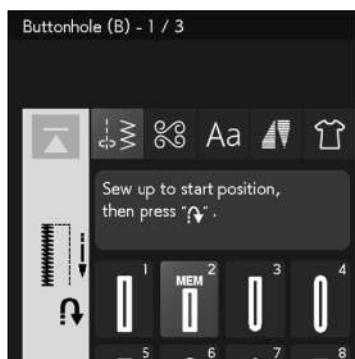 Buttonhole (B) - 1 / 3
Aa
Sew up to start position,
then press "↷".
1 MEM 2 3 4
5 6 7 8